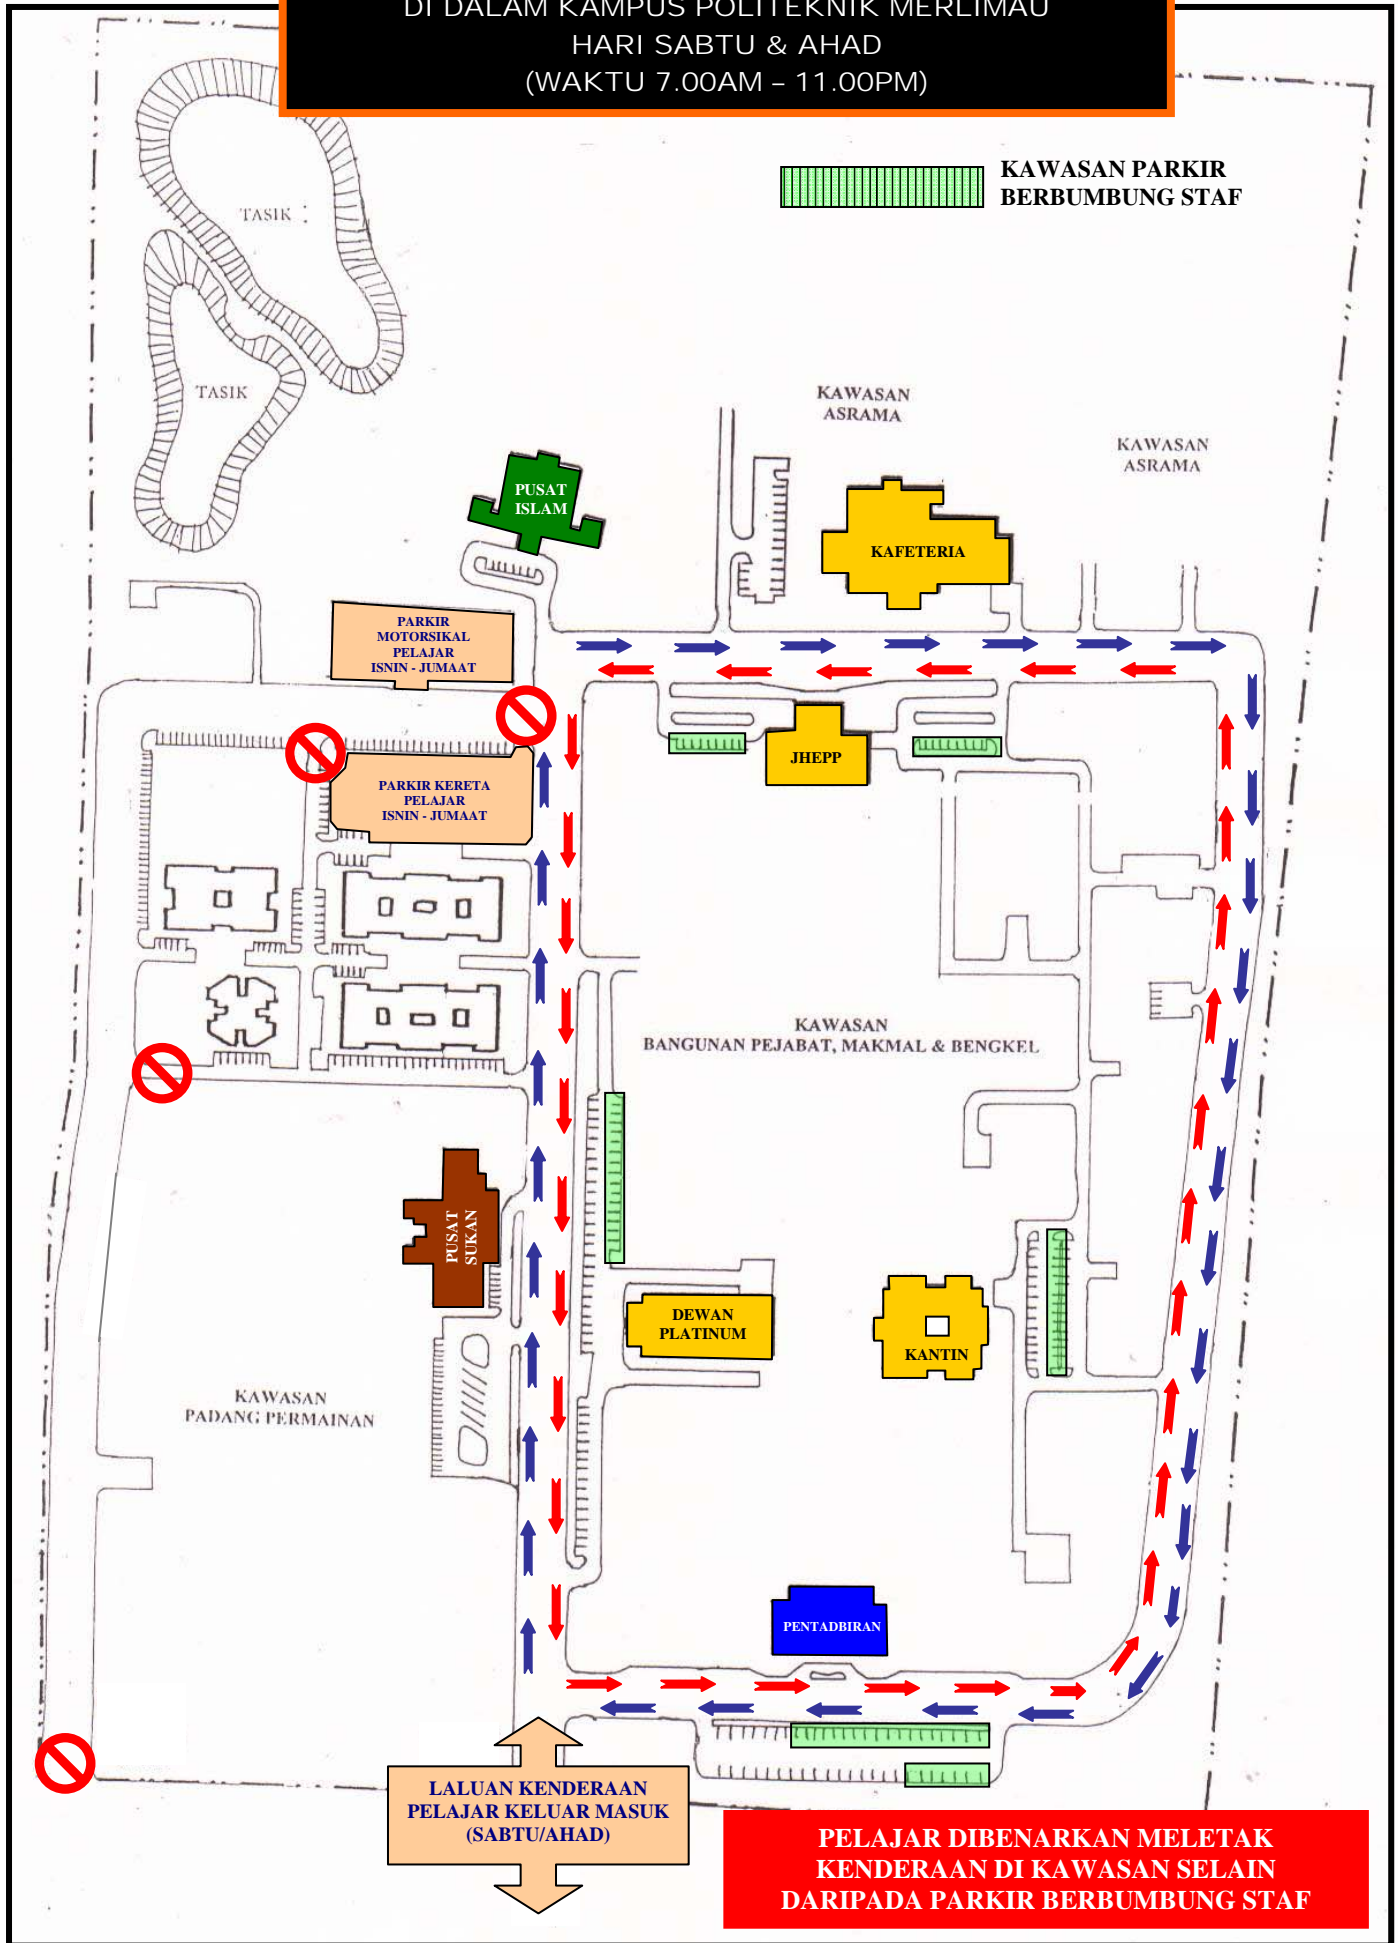 DI DALAM KAMPUS POLITEKNIK MERLIMAU
HARI SABTU & AHAD
(WAKTU 7.00AM – 11.00PM)
KAWASAN PARKIR
BERBUMBUNG STAF
TASIK
TASIK
KAWASAN
ASRAMA
KAWASAN
ASRAMA
PUSAT
ISLAM
KAFETERIA
PARKIR
MOTORSIKAL
PELAJAR
ISNIN - JUMAAT
JHEPP
PARKIR KERETA
PELAJAR
ISNIN - JUMAAT
KAWASAN
BANGUNAN PEJABAT, MAKMAL & BENGKEL
PUSAT
SUKAN
DEWAN
PLATINUM
KANTIN
KAWASAN
PADANG PERMAINAN
PENTADBIRAN
LALUAN KENDERAAN
PELAJAR KELUAR MASUK
(SABTU/AHAD)
PELAJAR DIBENARKAN MELETAK
KENDERAAN DI KAWASAN SELAIN
DARIPADA PARKIR BERBUMBUNG STAF